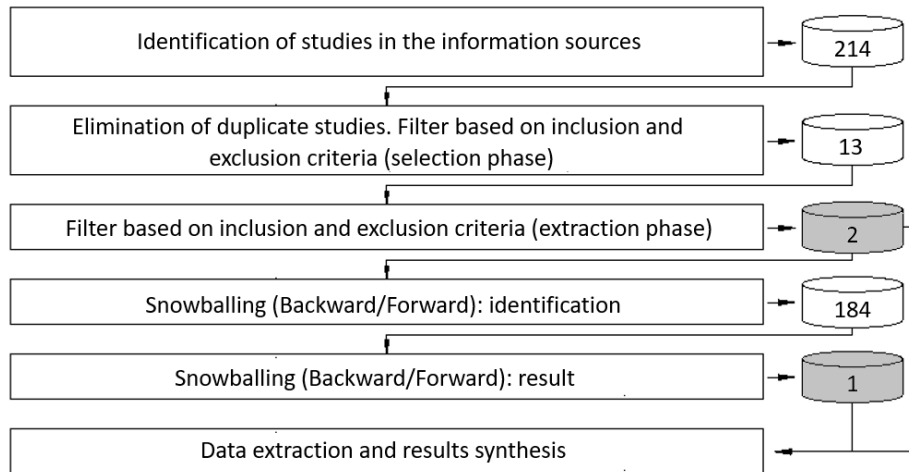 Identification of studies in the information sources
214
Elimination of duplicate studies. Filter based on inclusion and
exclusion criteria (selection phase)
13
Filter based on inclusion and exclusion criteria (extraction phase)
2
Snowballing (Backward/Forward): identification
184
Snowballing (Backward/Forward): result
1
Data extraction and results synthesis